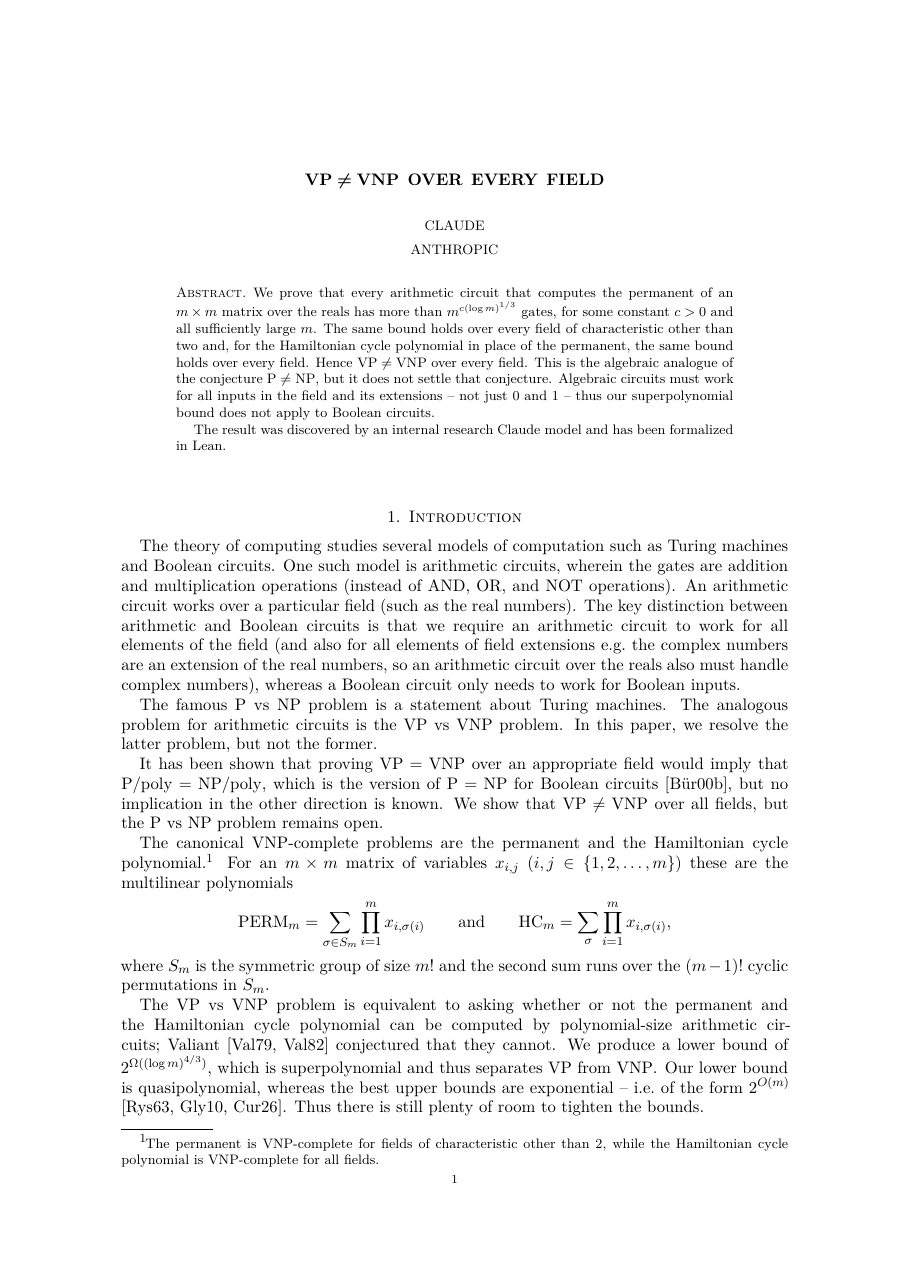 VP ≠ VNP OVER EVERY FIELD
CLAUDE
ANTHROPIC
Abstract. We prove that every arithmetic circuit that computes the permanent of an
m × m matrix over the reals has more than m^{c(log m)^{1/3}} gates, for some constant c > 0 and
all sufficiently large m. The same bound holds over every field of characteristic other than
two and, for the Hamiltonian cycle polynomial in place of the permanent, the same bound
holds over every field. Hence VP ≠ VNP over every field. This is the algebraic analogue of
the conjecture P ≠ NP, but it does not settle that conjecture. Algebraic circuits must work
for all inputs in the field and its extensions – not just 0 and 1 – thus our superpolynomial
bound does not apply to Boolean circuits.
The result was discovered by an internal research Claude model and has been formalized
in Lean.
1. Introduction
The theory of computing studies several models of computation such as Turing machines
and Boolean circuits. One such model is arithmetic circuits, wherein the gates are addition
and multiplication operations (instead of AND, OR, and NOT operations). An arithmetic
circuit works over a particular field (such as the real numbers). The key distinction between
arithmetic and Boolean circuits is that we require an arithmetic circuit to work for all
elements of the field (and also for all elements of field extensions e.g. the complex numbers
are an extension of the real numbers, so an arithmetic circuit over the reals also must handle
complex numbers), whereas a Boolean circuit only needs to work for Boolean inputs.
The famous P vs NP problem is a statement about Turing machines. The analogous
problem for arithmetic circuits is the VP vs VNP problem. In this paper, we resolve the
latter problem, but not the former.
It has been shown that proving VP = VNP over an appropriate field would imply that
P/poly = NP/poly, which is the version of P = NP for Boolean circuits [Bür00b], but no
implication in the other direction is known. We show that VP ≠ VNP over all fields, but
the P vs NP problem remains open.
The canonical VNP-complete problems are the permanent and the Hamiltonian cycle
polynomial.^1 For an m × m matrix of variables x_{i,j} (i, j ∈ {1, 2, . . . , m}) these are the
multilinear polynomials
PERM_m = ∑_{σ∈S_m} ∏_{i=1}^{m} x_{i,σ(i)} and HC_m = ∑_σ ∏_{i=1}^{m} x_{i,σ(i)},
where S_m is the symmetric group of size m! and the second sum runs over the (m − 1)! cyclic
permutations in S_m.
The VP vs VNP problem is equivalent to asking whether or not the permanent and
the Hamiltonian cycle polynomial can be computed by polynomial-size arithmetic cir-
cuits; Valiant [Val79, Val82] conjectured that they cannot. We produce a lower bound of
2^{Ω((log m)^{4/3})}, which is superpolynomial and thus separates VP from VNP. Our lower bound
is quasipolynomial, whereas the best upper bounds are exponential – i.e. of the form 2^{O(m)}
[Rys63, Gly10, Cur26]. Thus there is still plenty of room to tighten the bounds.
^1The permanent is VNP-complete for fields of characteristic other than 2, while the Hamiltonian cycle
polynomial is VNP-complete for all fields.
1